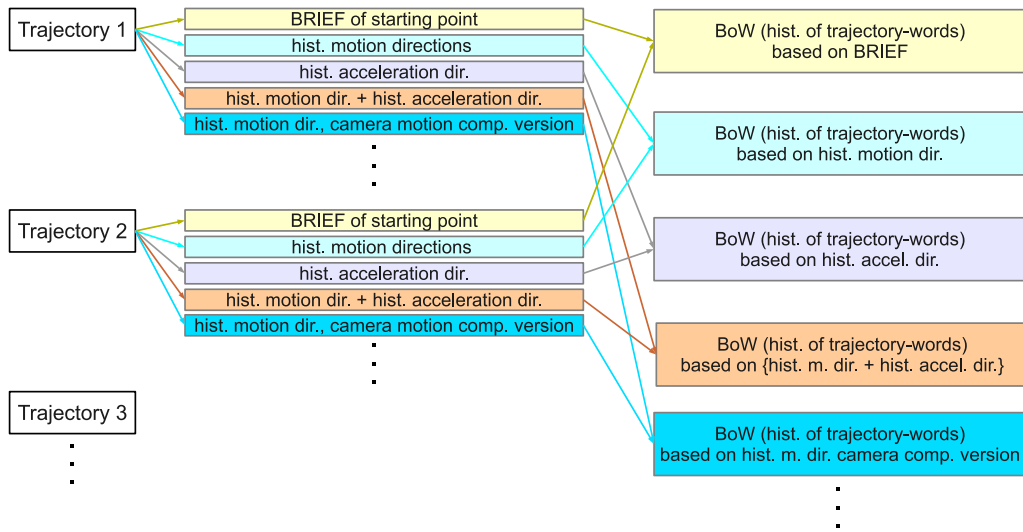 Trajectory 1
BRIEF of starting point
hist. motion directions
hist. acceleration dir.
hist. motion dir. + hist. acceleration dir.
hist. motion dir., camera motion comp. version
Trajectory 2
BRIEF of starting point
hist. motion directions
hist. acceleration dir.
hist. motion dir. + hist. acceleration dir.
hist. motion dir., camera motion comp. version
Trajectory 3
BoW (hist. of trajectory-words)
based on BRIEF
BoW (hist. of trajectory-words)
based on hist. motion dir.
BoW (hist. of trajectory-words)
based on hist. accel. dir.
BoW (hist. of trajectory-words)
based on {hist. m. dir. + hist. accel. dir.}
BoW (hist. of trajectory-words)
based on hist. m. dir. camera comp. version